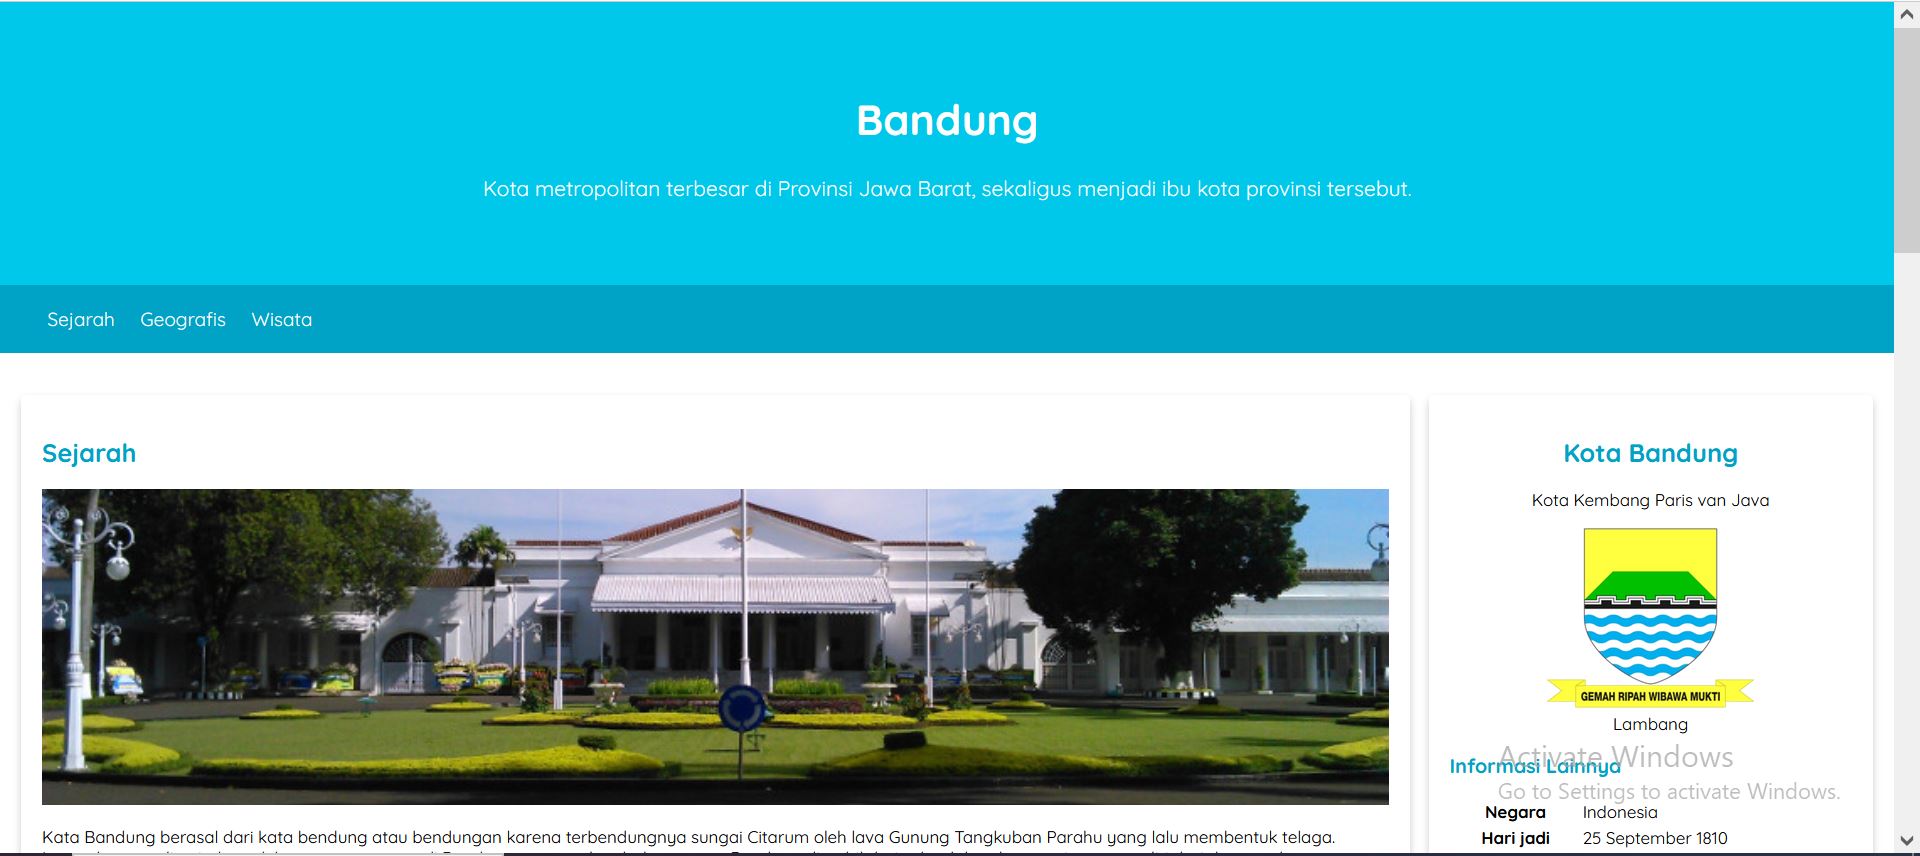 Bandung
Kota metropolitan terbesar di Provinsi Jawa Barat, sekaligus menjadi ibu kota provinsi tersebut.
Sejarah Geografis Wisata
Sejarah
Kata Bandung berasal dari kata bendung atau bendungan karena terbendungnya sungai Citarum oleh lava Gunung Tangkuban Parahu yang lalu membentuk telaga.
Kota Bandung
Kota Kembang Paris van Java
GEMAH RIPAH WIBAWA MUKTI
Lambang
Informasi Lainnya
Negara Indonesia
Hari jadi 25 September 1810
Activate Windows
Go to Settings to activate Windows.